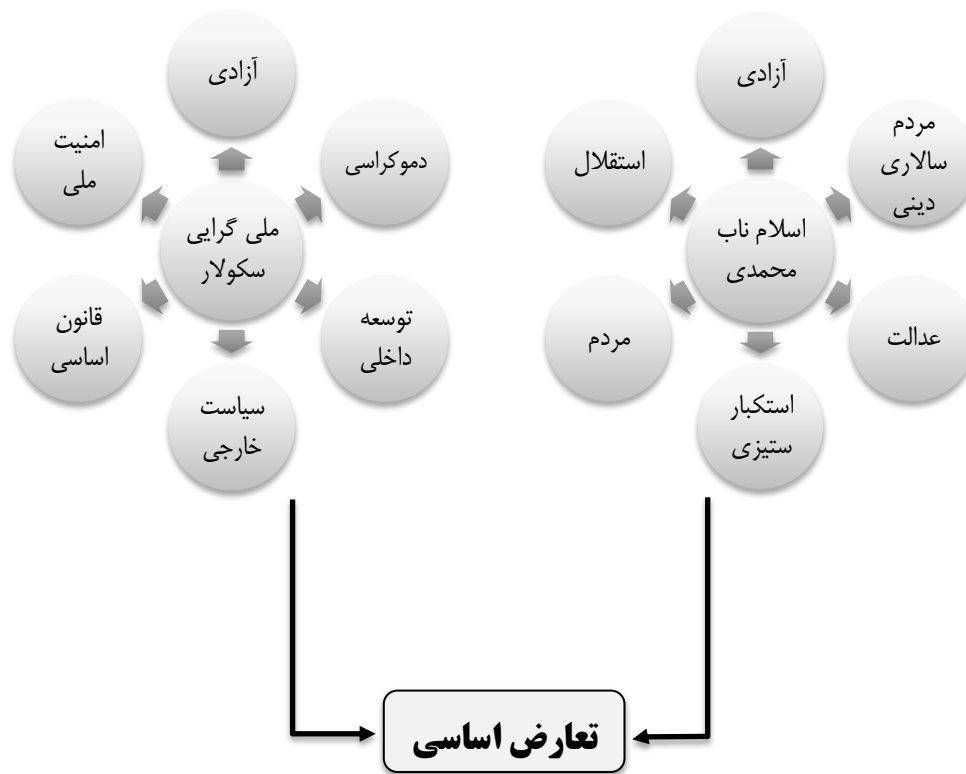 آزادی
مردم
سالاری
دینی
استقلال
اسلام ناب
محمدی
عدالت
مردم
استکبار
ستیزی
آزادی
دموکراسی
امنیت
ملی
ملی گرایی
سکولار
توسعه
داخلی
قانون
اساسی
سیاست
خارجی
تعارض اساسی